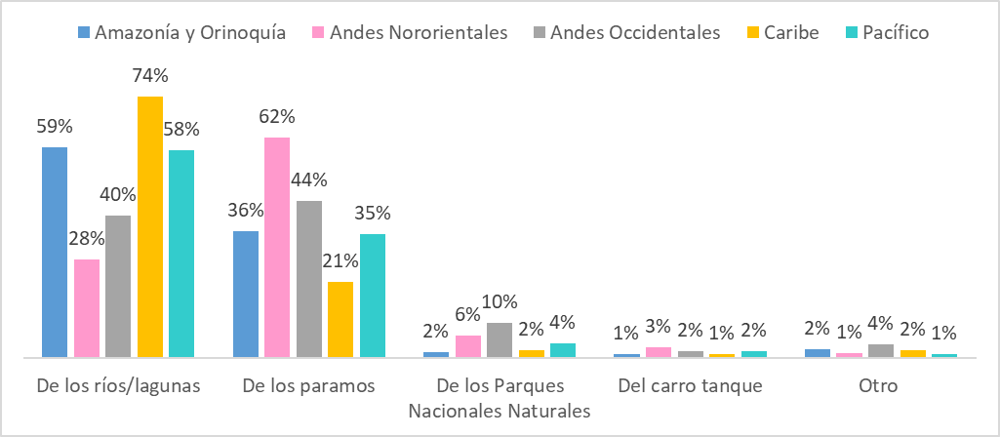 Amazonía y Orinoquía Andes Nororientales Andes Occidentales Caribe Pacífico
59% 28% 40% 74% 58%
36% 62% 44% 21% 35%
2% 6% 10% 2% 4%
1% 3% 2% 1% 2%
2% 1% 4% 2% 1%
De los ríos/lagunas De los paramos De los Parques Del carro tanque Otro
Nacionales Naturales